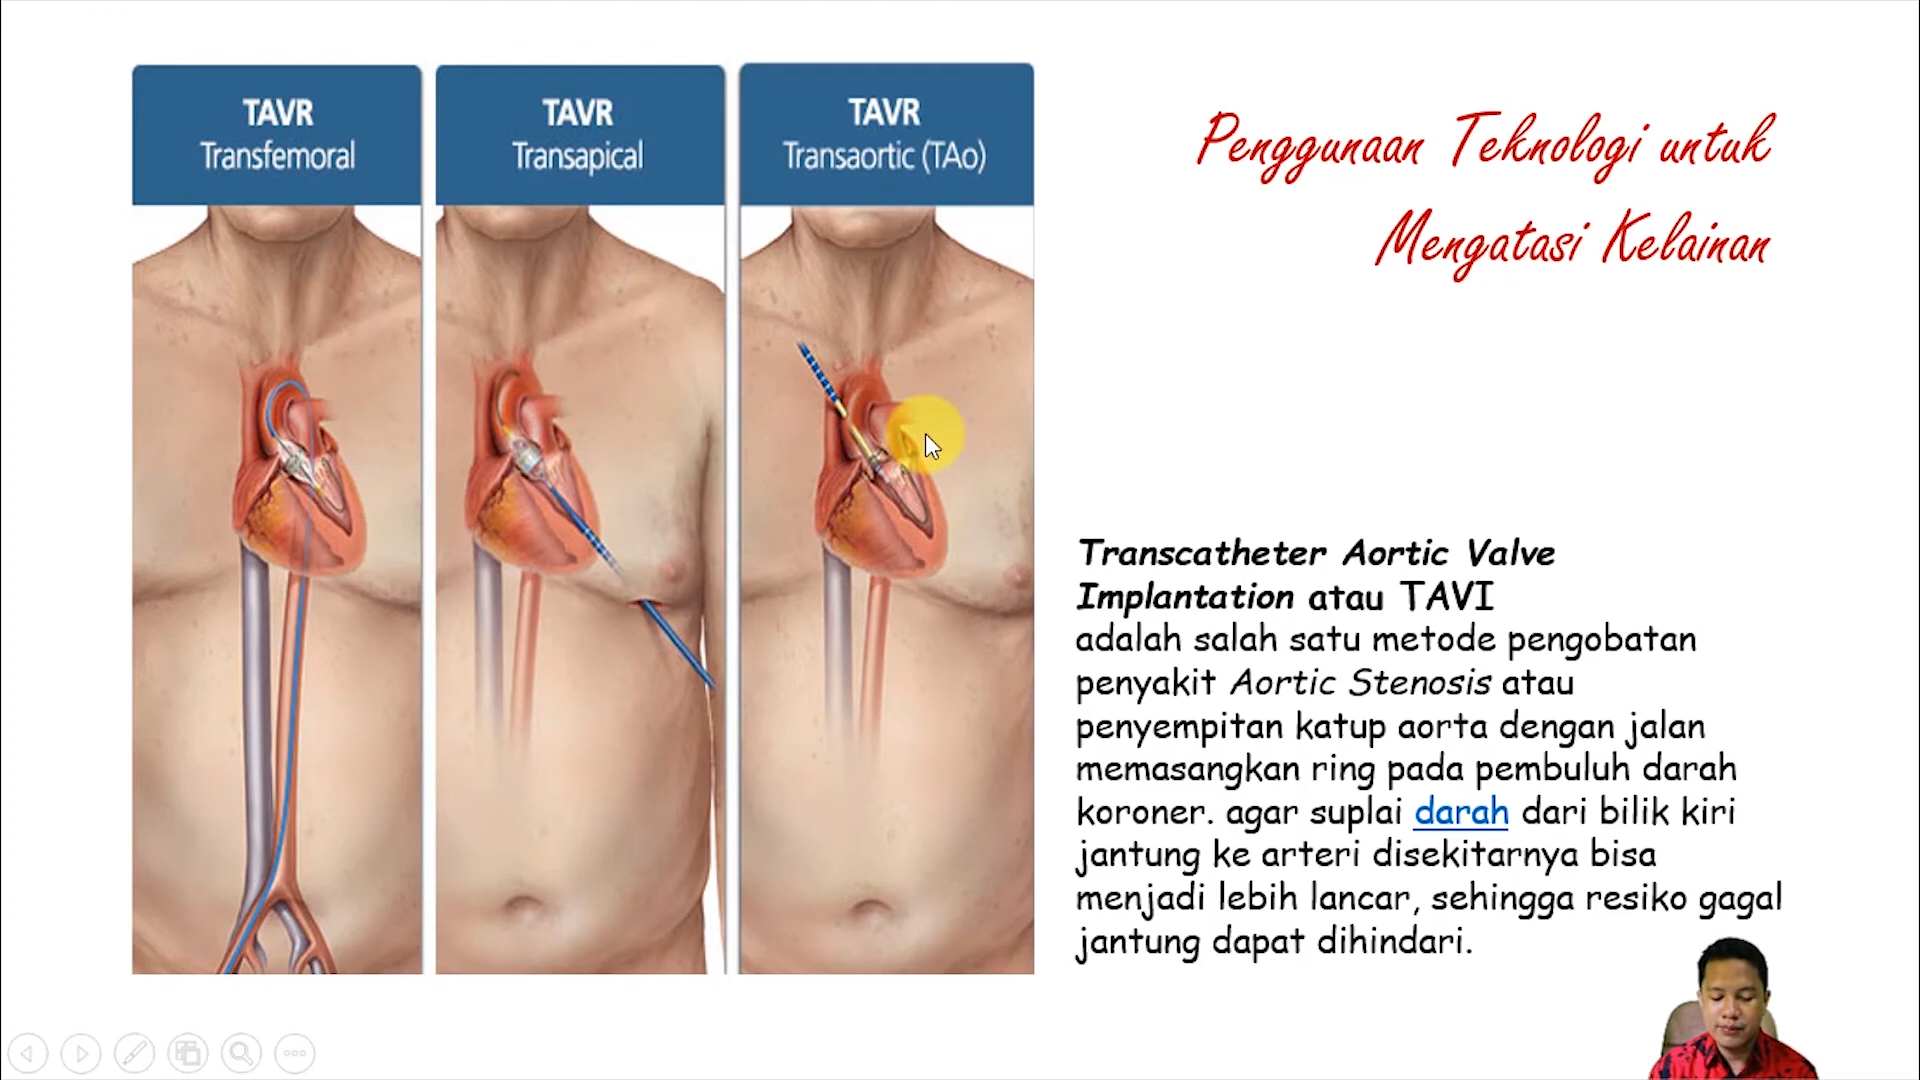 TAVR
Transfemoral
TAVR
Transapical
TAVR
Transaortic (TAo)
Penggunaan Teknologi untuk
Mengatasi Kelainan
Transcatheter Aortic Valve
Implantation atau TAVI
adalah salah satu metode pengobatan
penyakit Aortic Stenosis atau
penyempitan katup aorta dengan jalan
memasangkan ring pada pembuluh darah
koroner. agar suplai darah dari bilik kiri
jantung ke arteri disekitarnya bisa
menjadi lebih lancar, sehingga resiko gagal
jantung dapat dihindari.